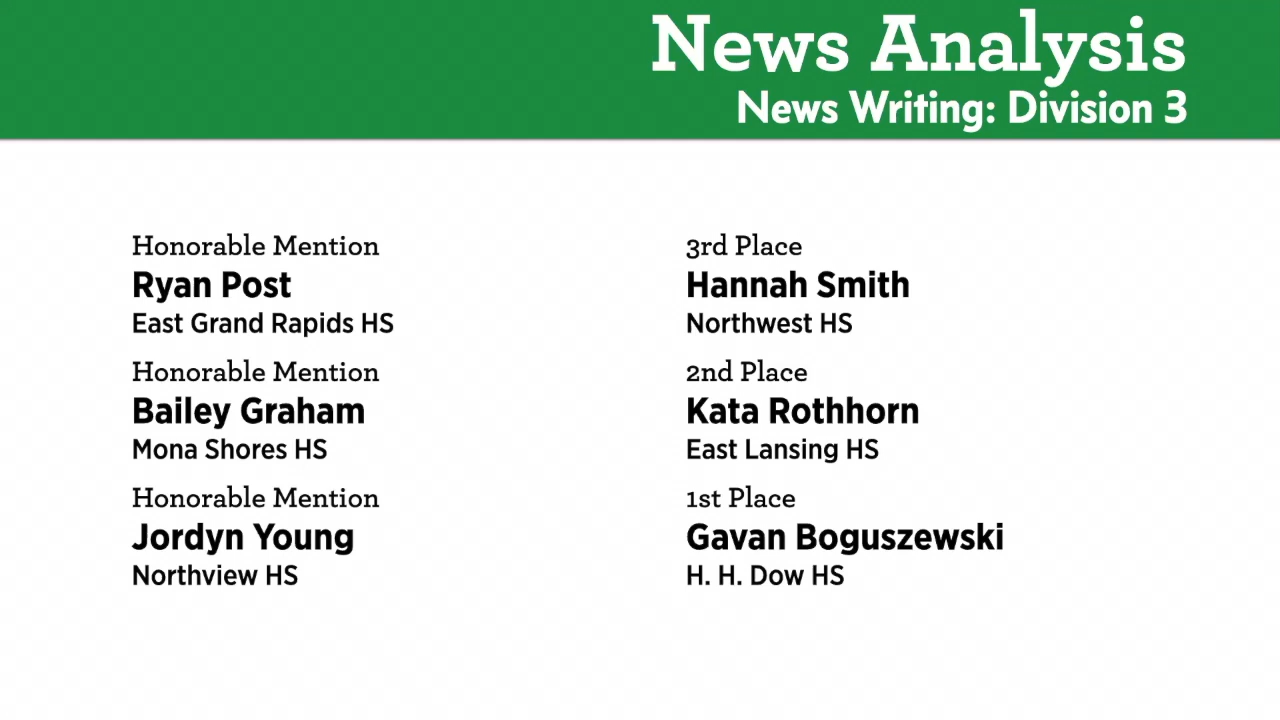 News Analysis
News Writing: Division 3
Honorable Mention
Ryan Post
East Grand Rapids HS
Honorable Mention
Bailey Graham
Mona Shores HS
Honorable Mention
Jordyn Young
Northview HS
3rd Place
Hannah Smith
Northwest HS
2nd Place
Kata Rothhorn
East Lansing HS
1st Place
Gavan Boguszewski
H. H. Dow HS